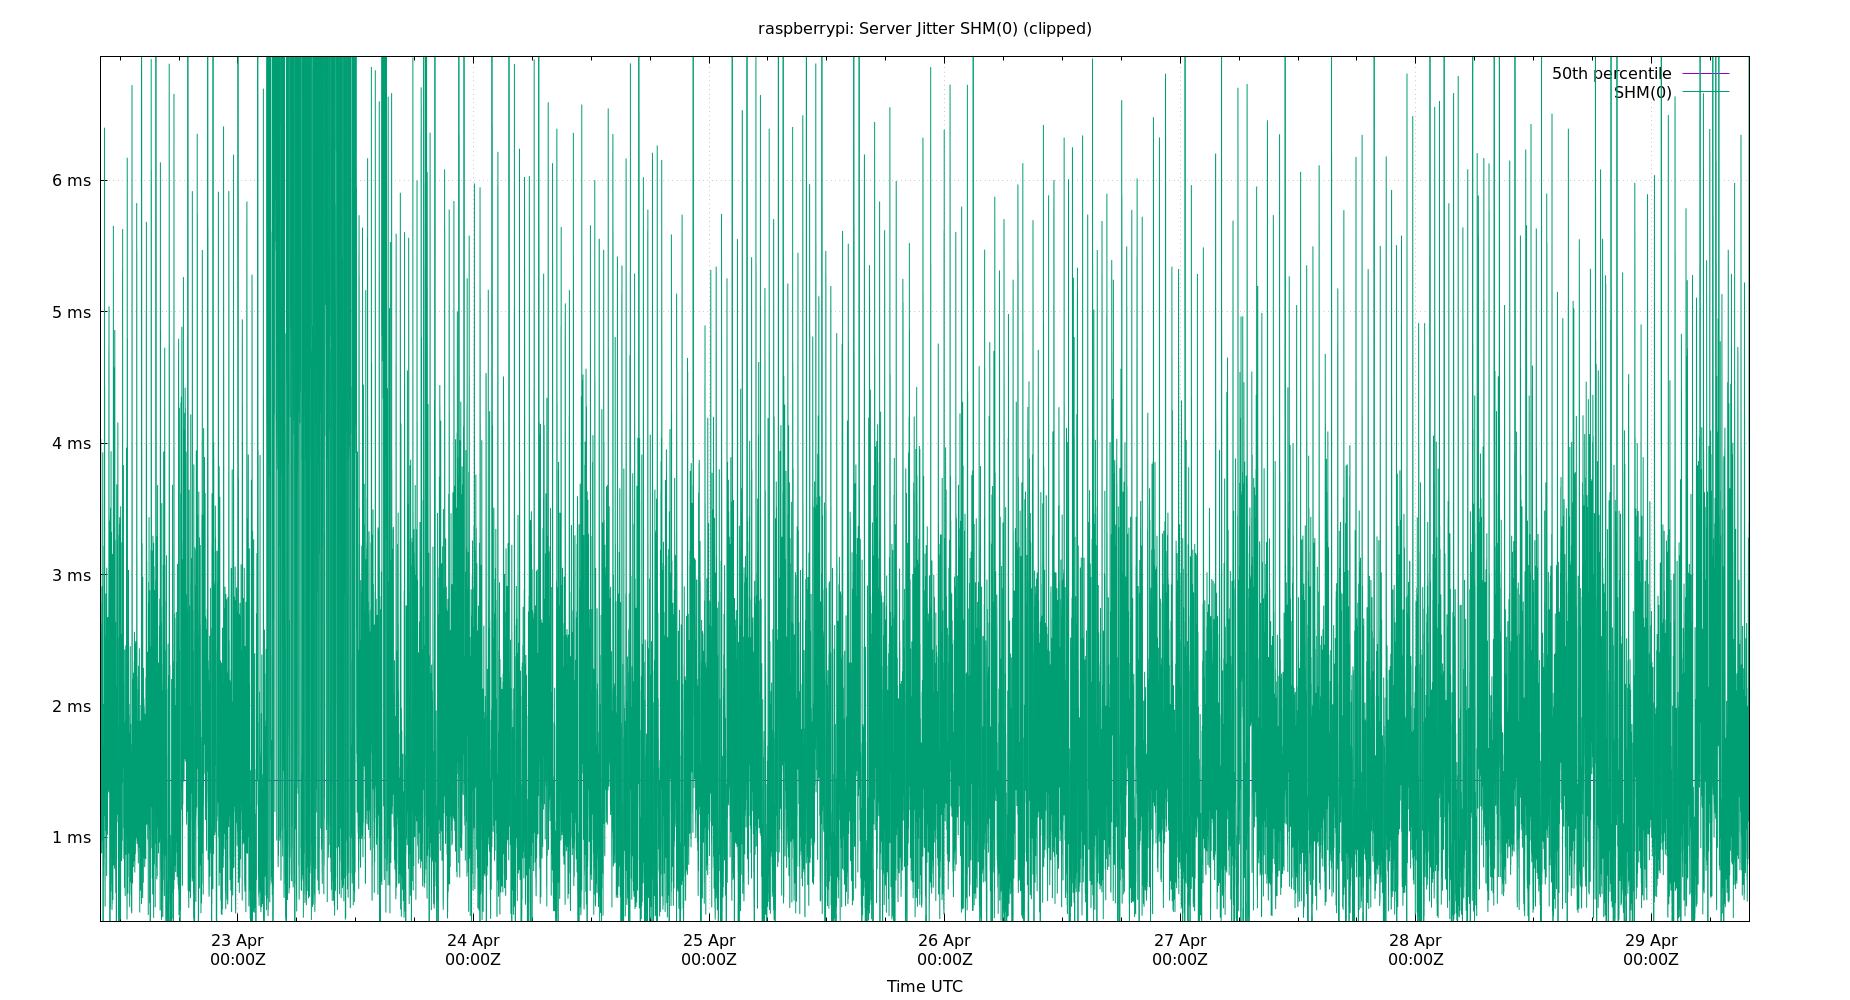 raspberrypi: Server Jitter SHM(0) (clipped)
50th percentile
SHM(0)
6 ms
5 ms
4 ms
3 ms
2 ms
1 ms
23 Apr 24 Apr 25 Apr 26 Apr 27 Apr 28 Apr 29 Apr
00:00Z 00:00Z 00:00Z 00:00Z 00:00Z 00:00Z 00:00Z
Time UTC